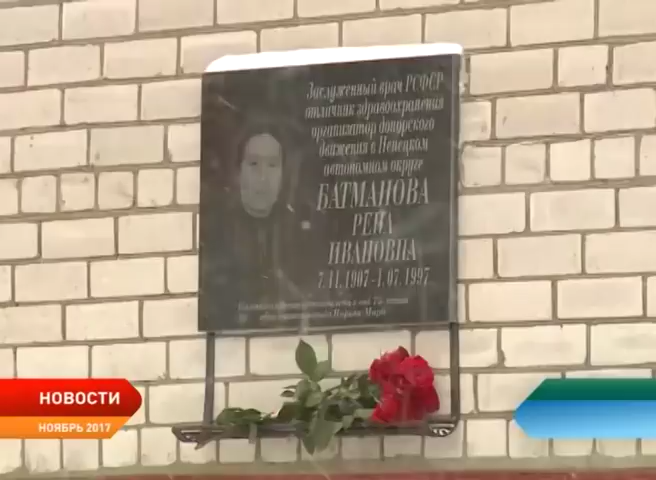 Заслуженный врач РСФСР
отличник здравоохранения
организатор донорского
движения в Ненецком
автономном округе
БАТМАНОВА
РЕНА
ИВАНОВНА
7.11.1907-1.07.1997
НОВОСТИ
НОЯБРЬ 2017